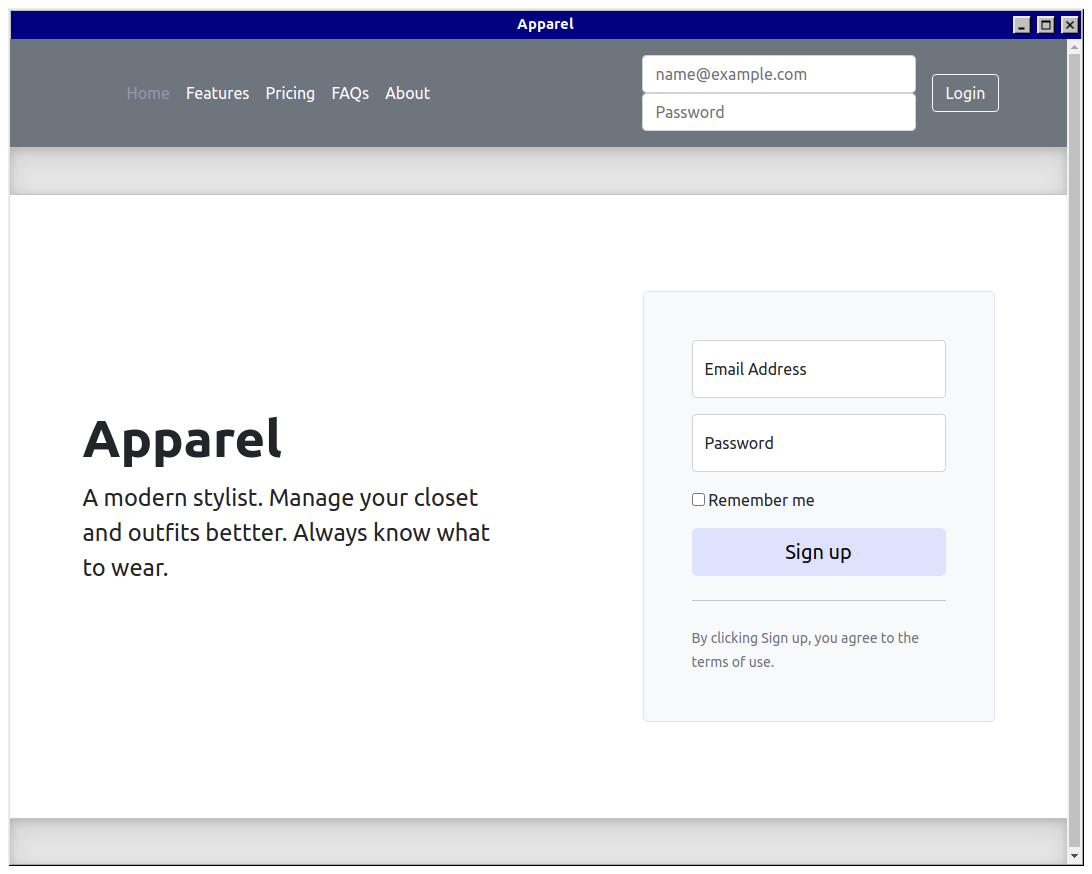 Apparel
Home Features Pricing FAQs About
name@example.com
Password
Login
Apparel
A modern stylist. Manage your closet
and outfits bettter. Always know what
to wear.
Email Address
Password
Remember me
Sign up
By clicking Sign up, you agree to the
terms of use.